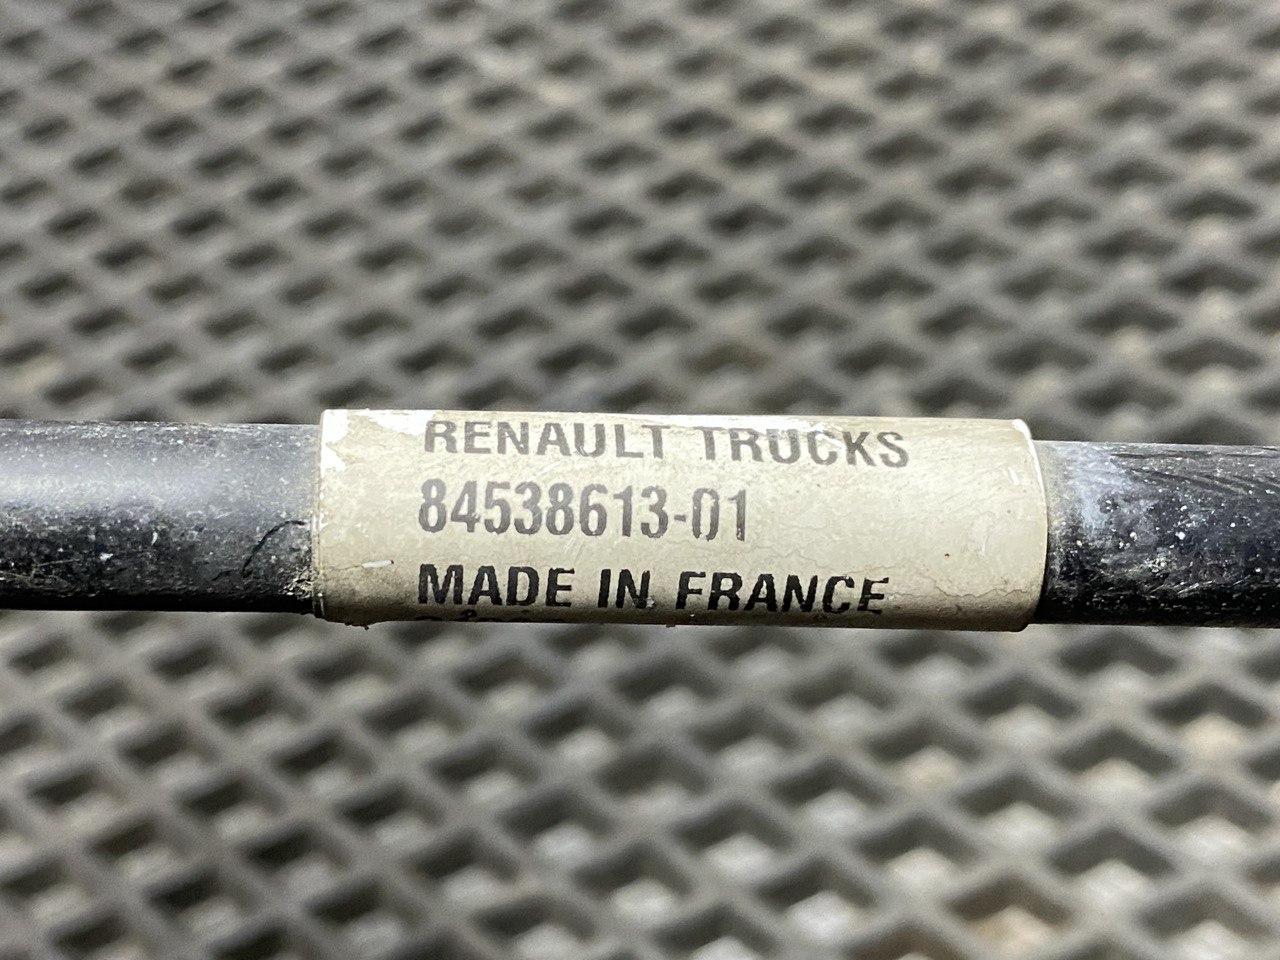 RENAULT TRUCKS
84538613-01
MADE IN FRANCE